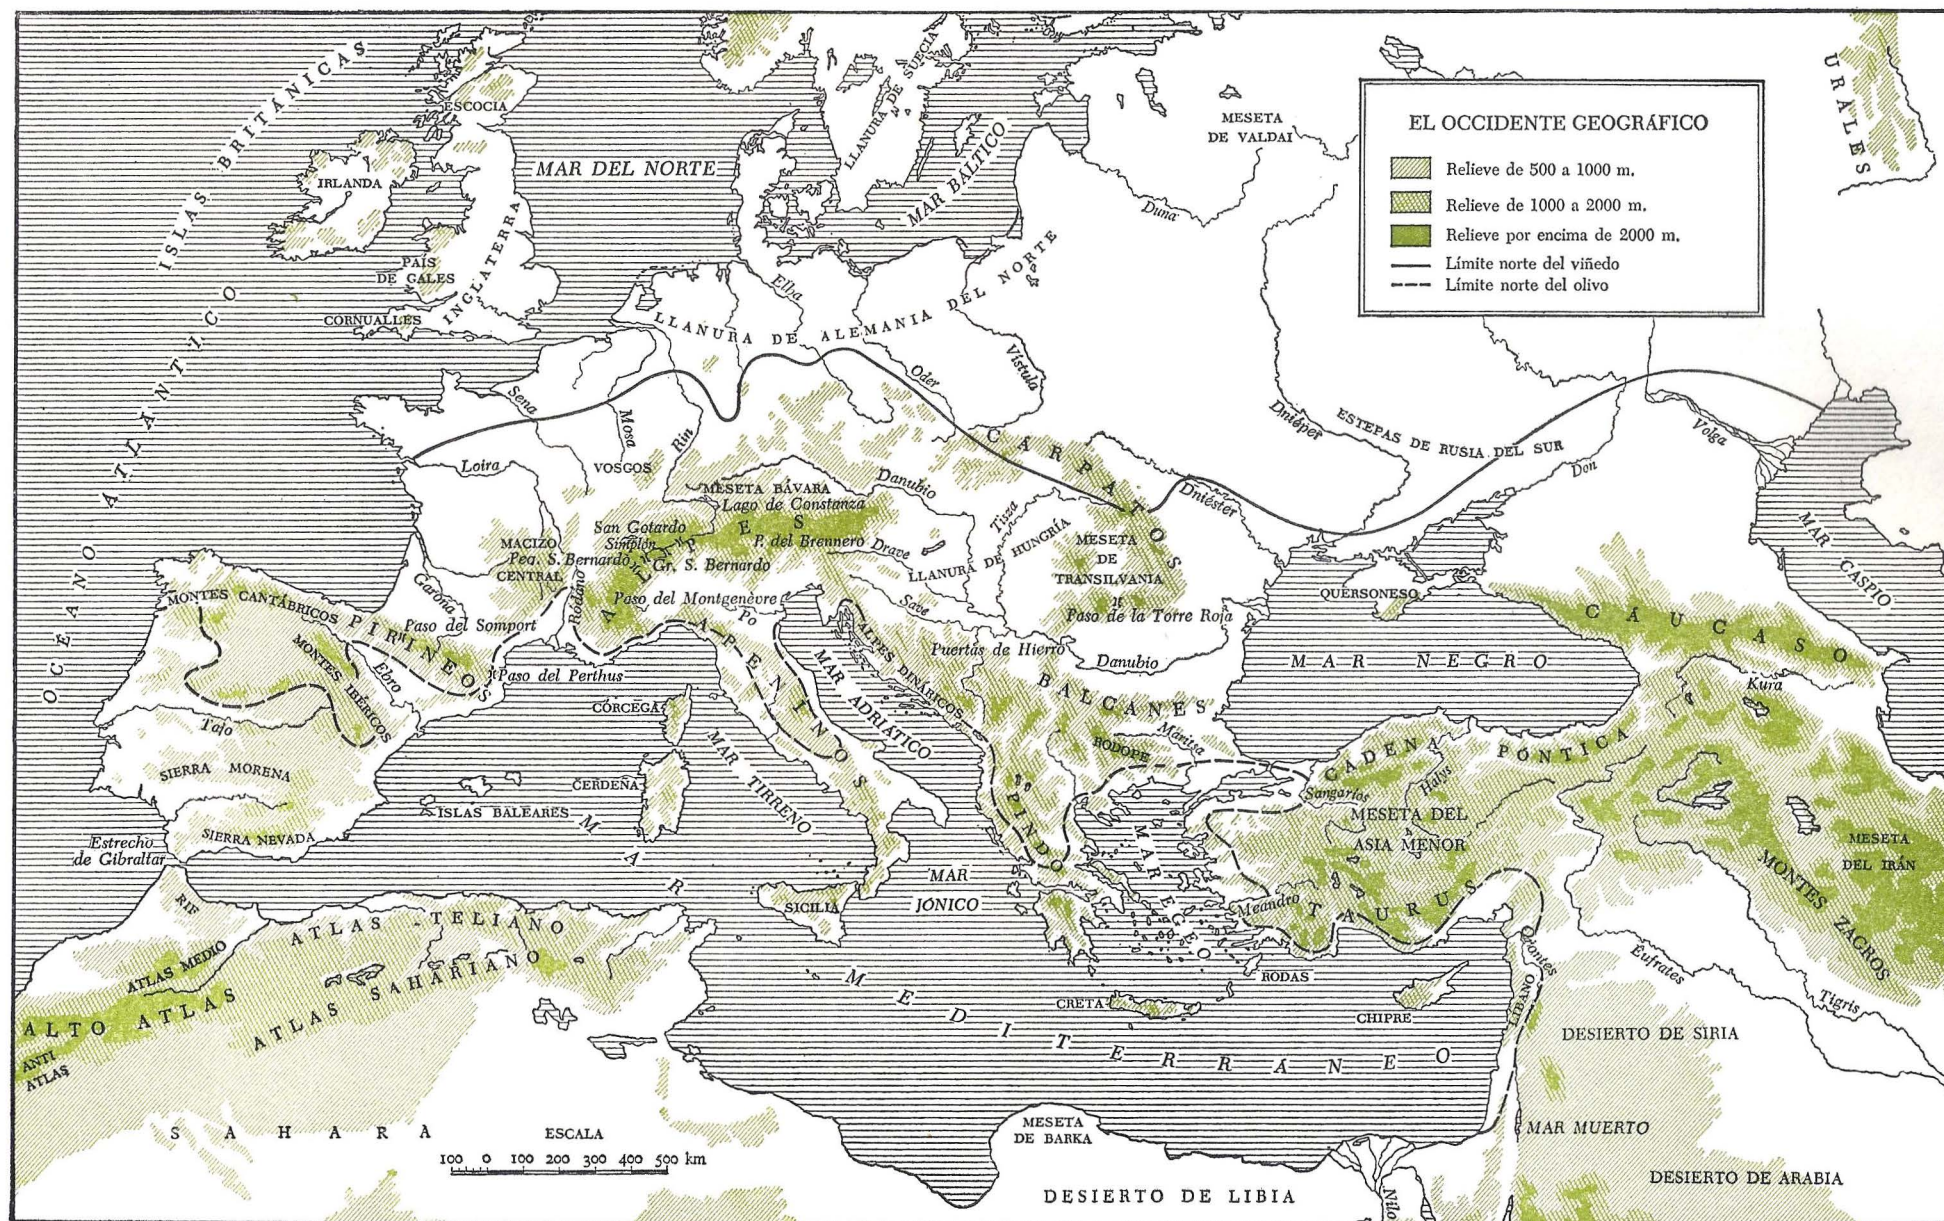 EL OCCIDENTE GEOGRÁFICO
Relieve de 500 a 1000 m.
Relieve de 1000 a 2000 m.
Relieve por encima de 2000 m.
Límite norte del viñedo
Límite norte del olivo
ISLAS BRITÁNICAS
OCÉANO ATLÁNTICO
ESCOCIA
IRLANDA
PAÍS
DE GALES
INGLATERRA
CORNUALLES
MAR DEL NORTE
LLANURA DE SUECIA
MAR BÁLTICO
MESETA
DE VALDAI
URALES
Duna
Elba
LLANURA DE ALEMANIA DEL NORTE
Oder
Vístula
Dniéper
ESTEPAS DE RUSIA DEL SUR
Don
Volga
MAR CASPIO
Sena
Mosa
Rin
Loira
VOSGOS
MESETA BÁVARA
Lago de Constanza
Danubio
CÁRPATOS
Dniéster
Tisza
San Gotardo
Simplón
Peq. S. Bernardo
Gr. S. Bernardo
P. del Brennero
ALPES
Drave
LLANURA DE HUNGRÍA
MESETA
DE
TRANSILVANIA
Paso de la Torre Roja
MACIZO
CENTRAL
Garona
Ródano
Paso del Montgenèvre
Po
Save
Puertas de Hierro
Danubio
QUERSONESO
CÁUCASO
MAR NEGRO
Kura
MONTES CANTÁBRICOS
PIRINEOS
Paso del Somport
Paso del Perthus
MONTES IBÉRICOS
Ebro
Tajo
SIERRA MORENA
SIERRA NEVADA
Estrecho
de Gibraltar
ISLAS BALEARES
CÓRCEGA
CERDEÑA
APENINOS
MAR ADRIÁTICO
MAR TIRRENO
ALPES DINÁRICOS
BALCANES
Maritsa
RODOPE
PINDO
MAR EGEO
MAR
JÓNICO
SICILIA
CADENA PÓNTICA
Sangarios
Halys
MESETA DEL
ASIA MENOR
Meandro
TAURUS
RODAS
CRETA
CHIPRE
Orontes
LÍBANO
Éufrates
Tigris
MONTES ZAGROS
MESETA
DEL IRÁN
DESIERTO DE SIRIA
MAR MUERTO
DESIERTO DE ARABIA
Nilo
DESIERTO DE LIBIA
MESETA
DE BARKA
MAR MEDITERRÁNEO
RIF
ATLAS MEDIO
ATLAS - TELIANO
ATLAS SAHARIANO
ALTO ATLAS
ANTI
ATLAS
SAHARA
ESCALA
100 0 100 200 300 400 500 km